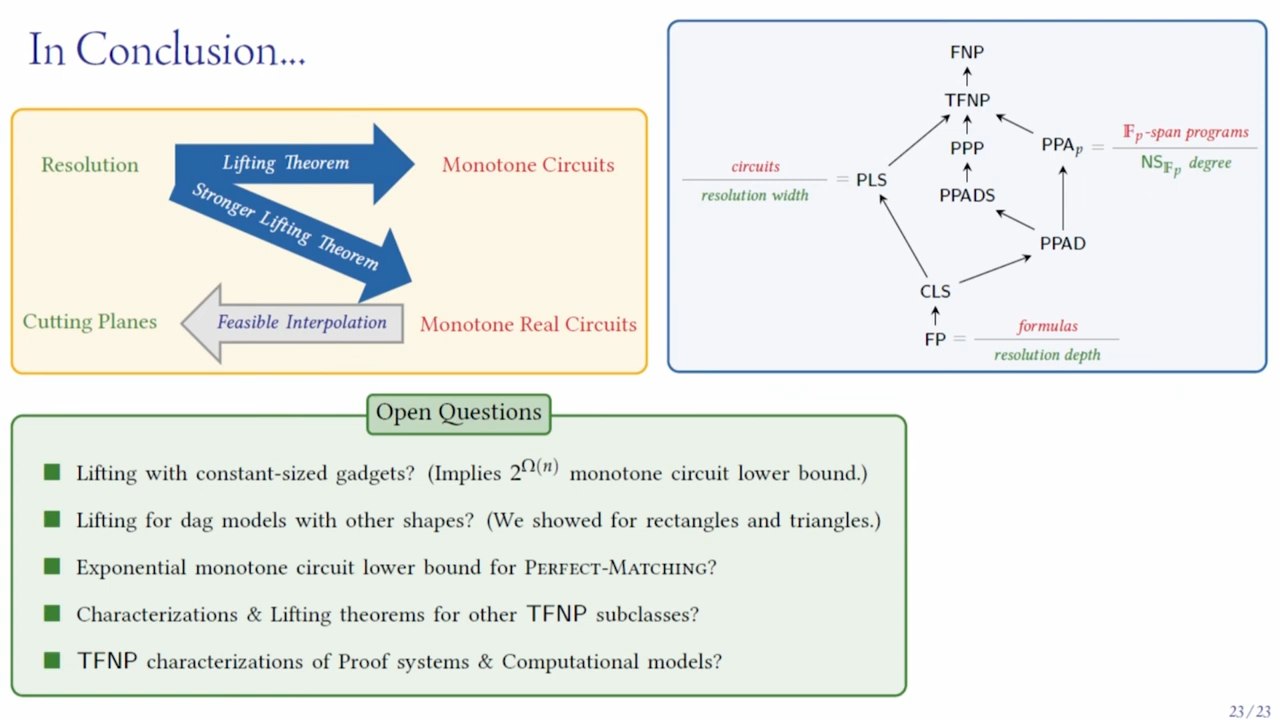 In Conclusion...
Resolution
Lifting Theorem
Monotone Circuits
Stronger Lifting Theorem
Cutting Planes
Feasible Interpolation
Monotone Real Circuits
FNP
TFNP
PPP
PPA_p = 𝔽_p-span programs
NS_𝔽_p degree
circuits
resolution width
= PLS
PPADS
PPAD
CLS
FP = formulas
resolution depth
Open Questions
■ Lifting with constant-sized gadgets? (Implies 2^Ω(n) monotone circuit lower bound.)
■ Lifting for dag models with other shapes? (We showed for rectangles and triangles.)
■ Exponential monotone circuit lower bound for PERFECT-MATCHING?
■ Characterizations & Lifting theorems for other TFNP subclasses?
■ TFNP characterizations of Proof systems & Computational models?
23/23